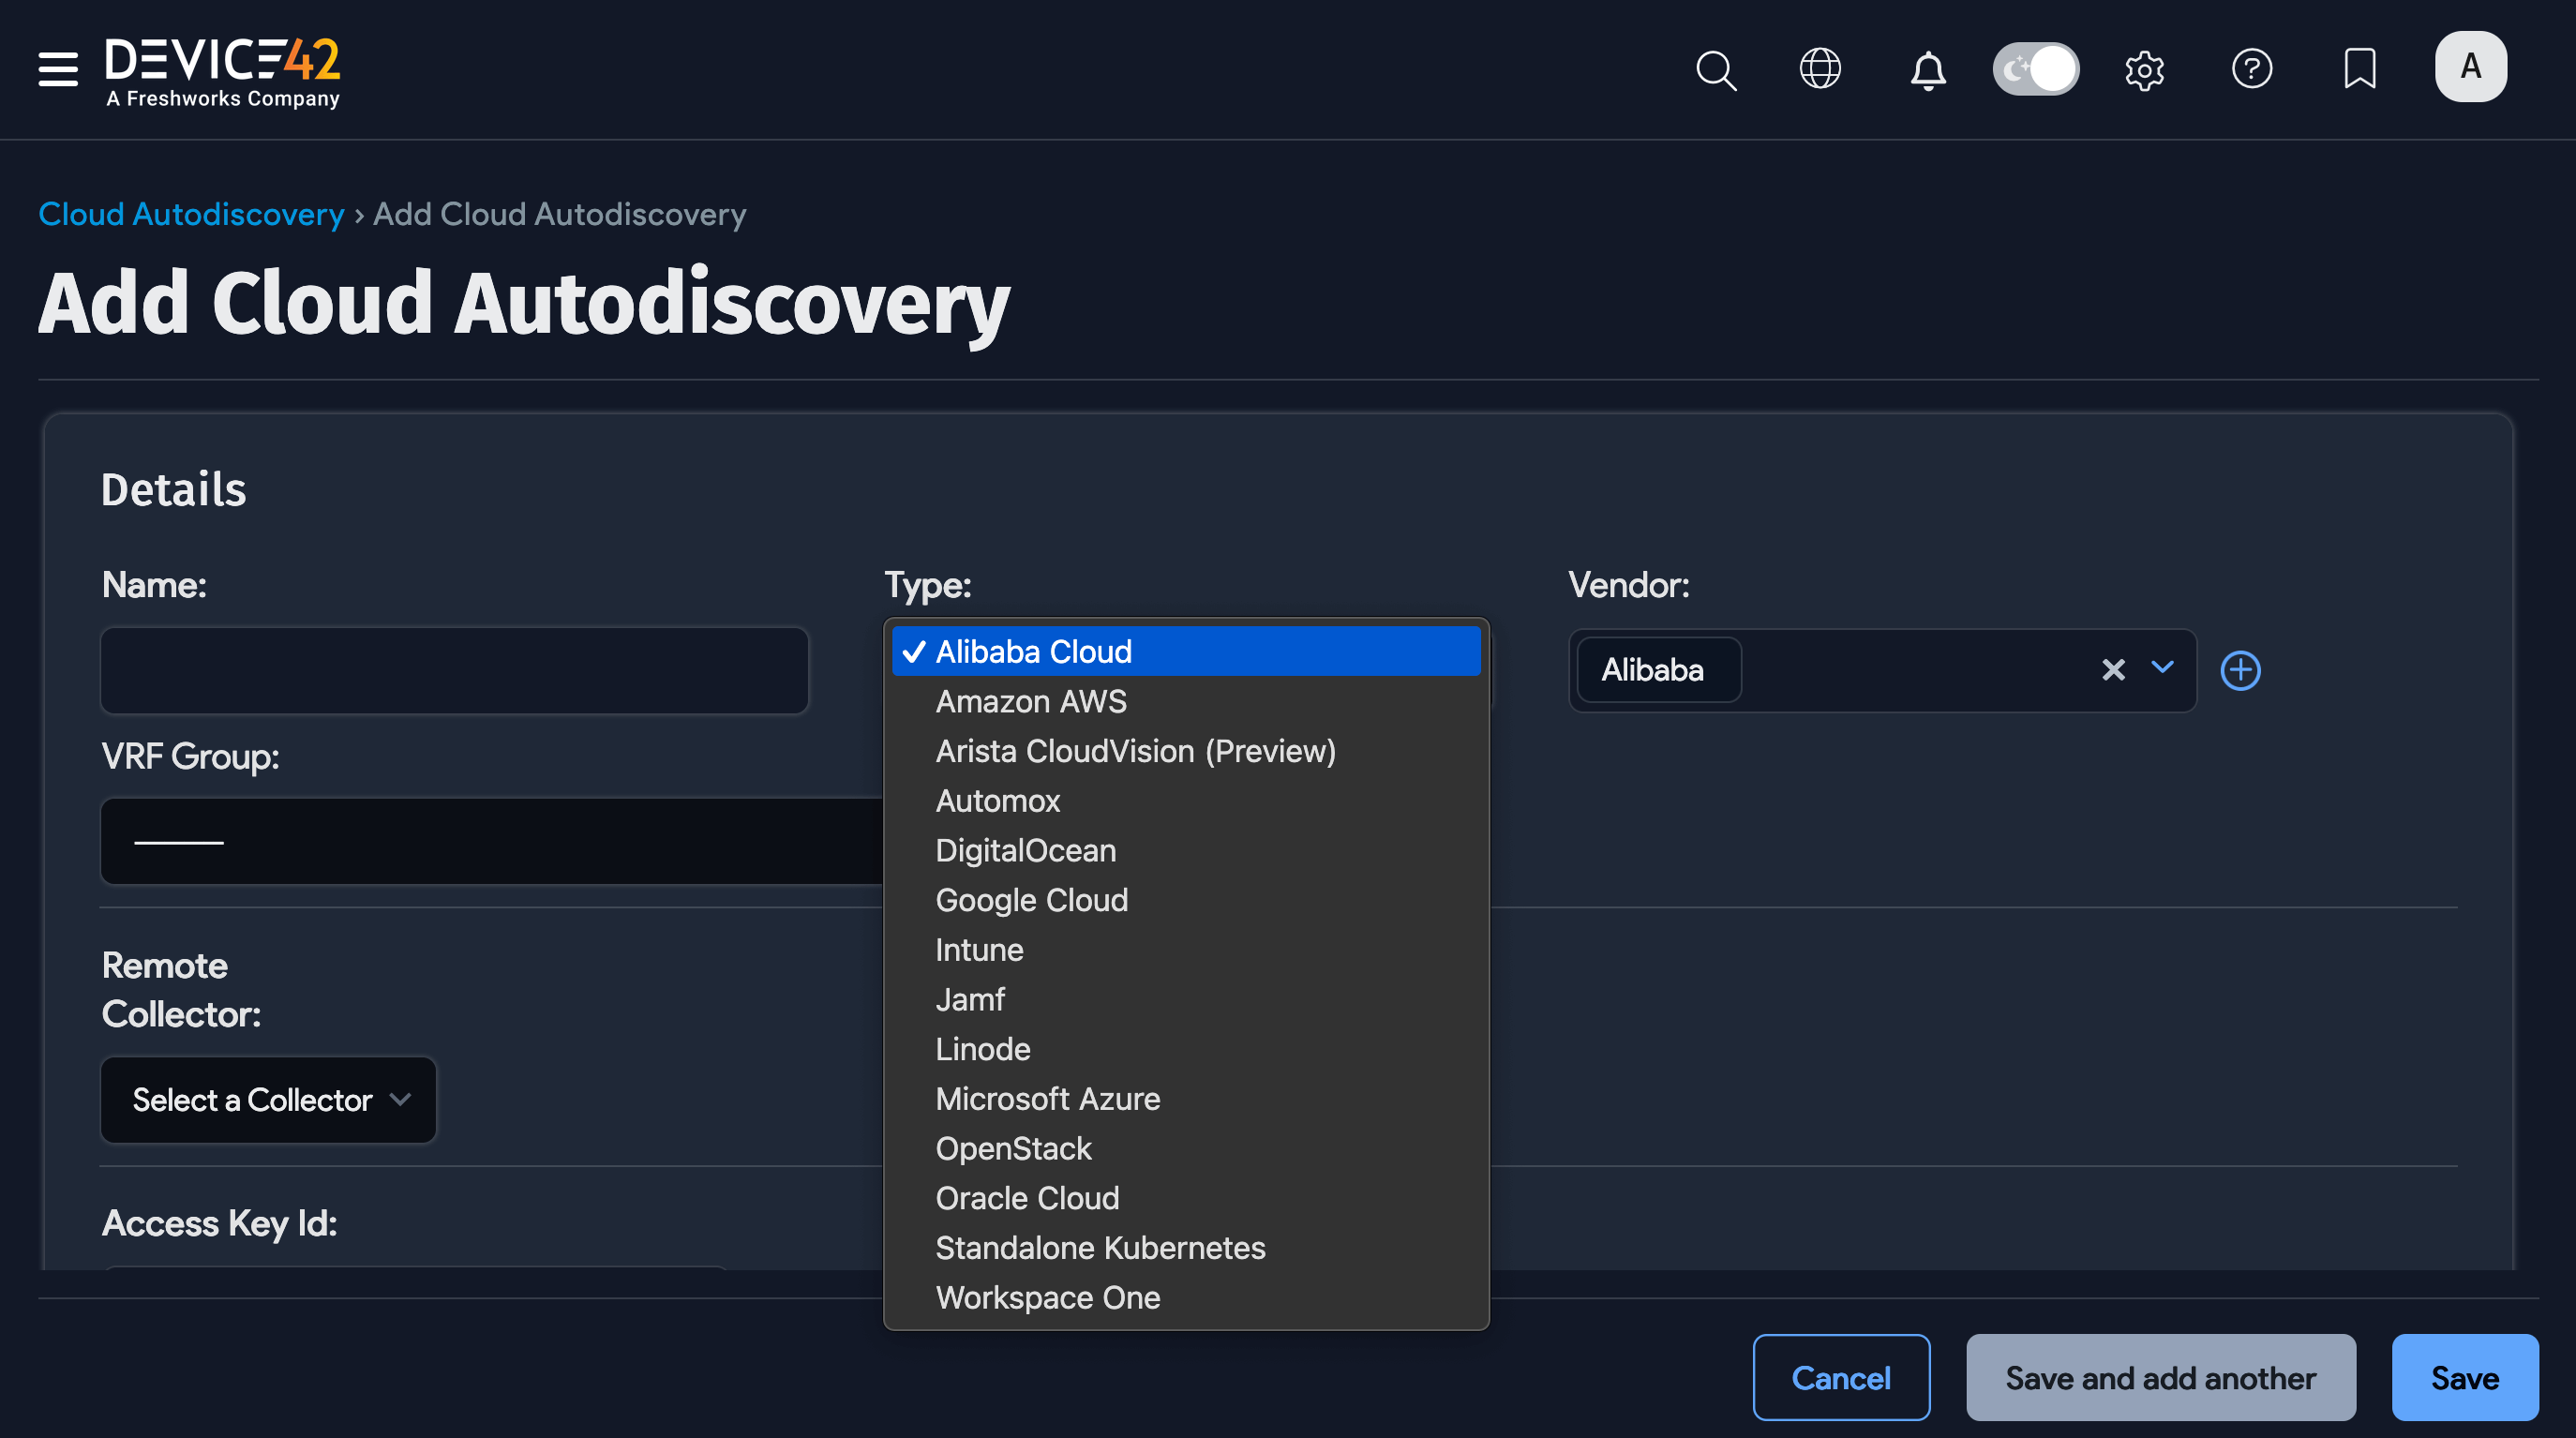 DEVICE42
A Freshworks Company
A
Cloud Autodiscovery › Add Cloud Autodiscovery
Add Cloud Autodiscovery
Details
Name:
Type:
Vendor:
✓ Alibaba Cloud
Amazon AWS
Arista CloudVision (Preview)
Automox
DigitalOcean
Google Cloud
Intune
Jamf
Linode
Microsoft Azure
OpenStack
Oracle Cloud
Standalone Kubernetes
Workspace One
Alibaba
VRF Group:
Remote
Collector:
Select a Collector
Access Key Id:
Cancel
Save and add another
Save